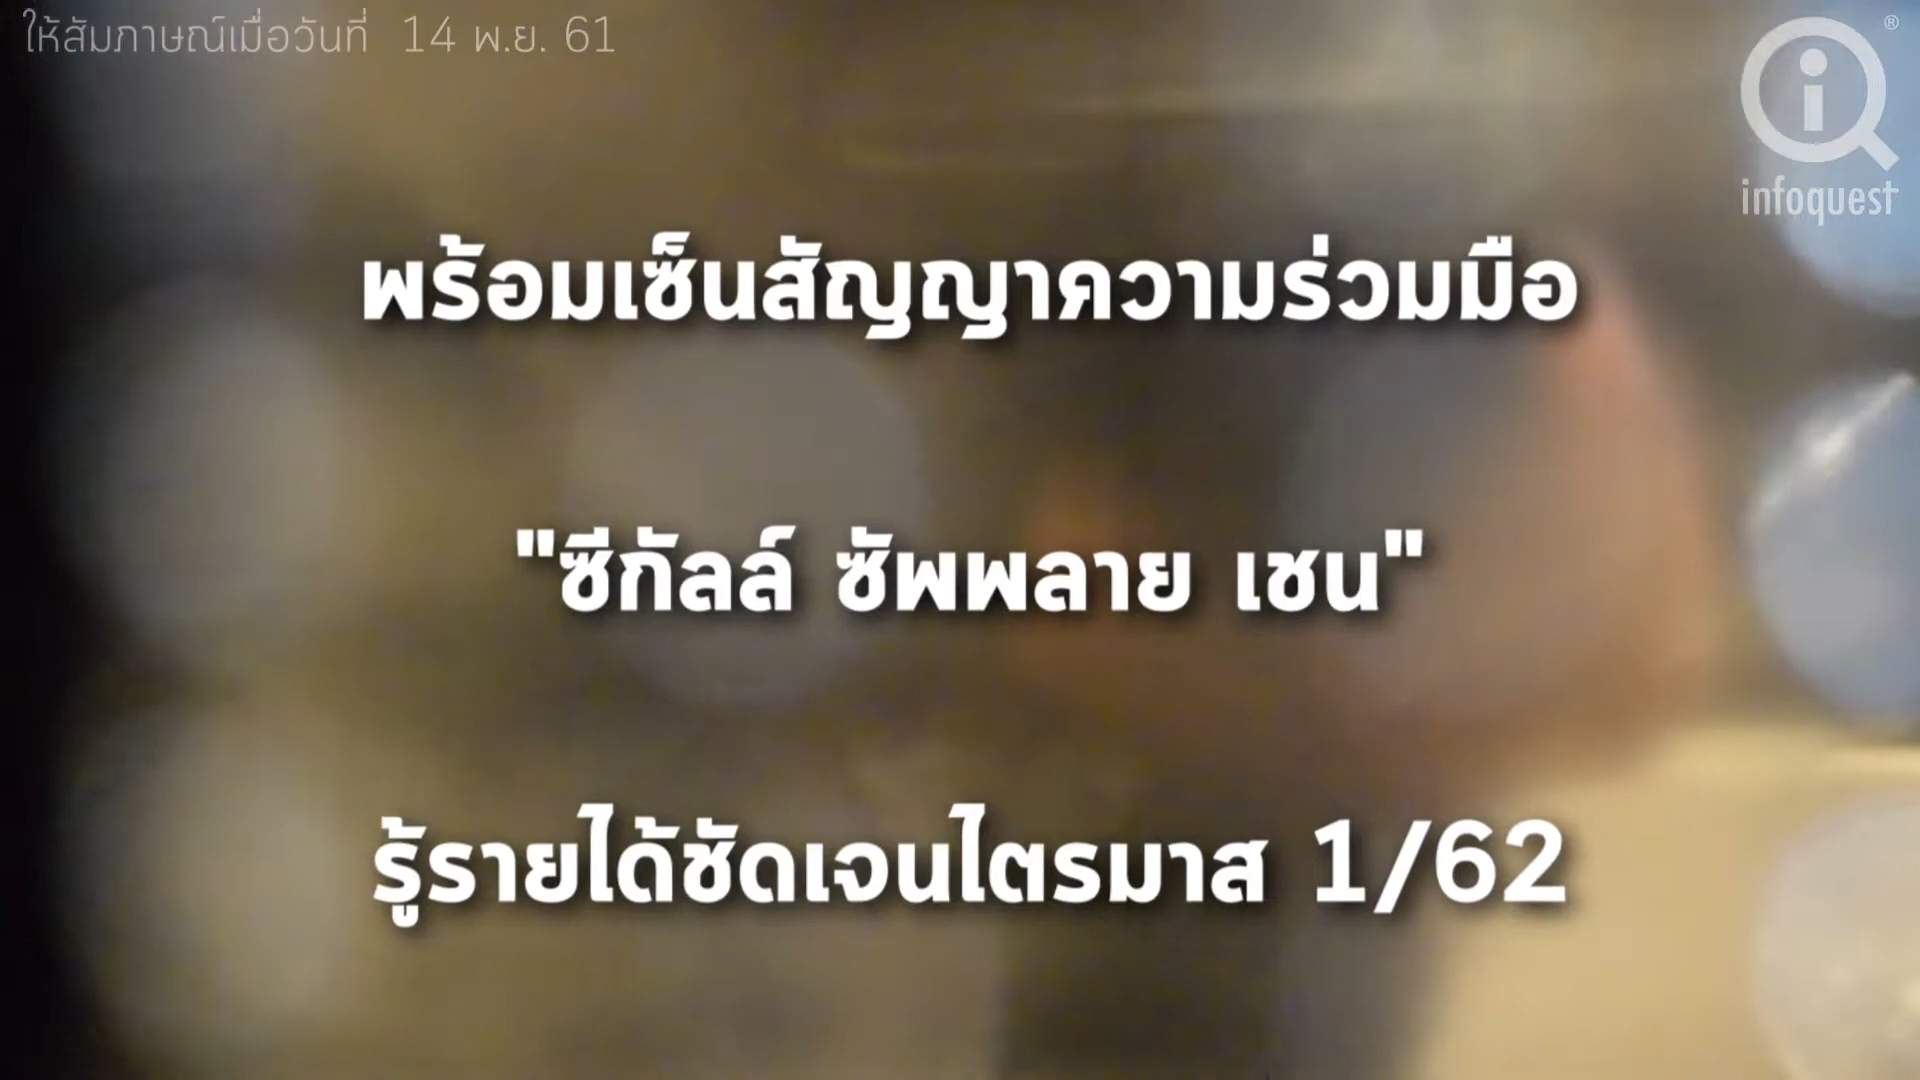 ให้สัมภาษณ์เมื่อวันที่ 14 พ.ย. 61
infoquest
พร้อมเซ็นสัญญาความร่วมมือ
"ซีกัลล์ ซัพพลาย เชน"
รู้รายได้ชัดเจนไตรมาส 1/62